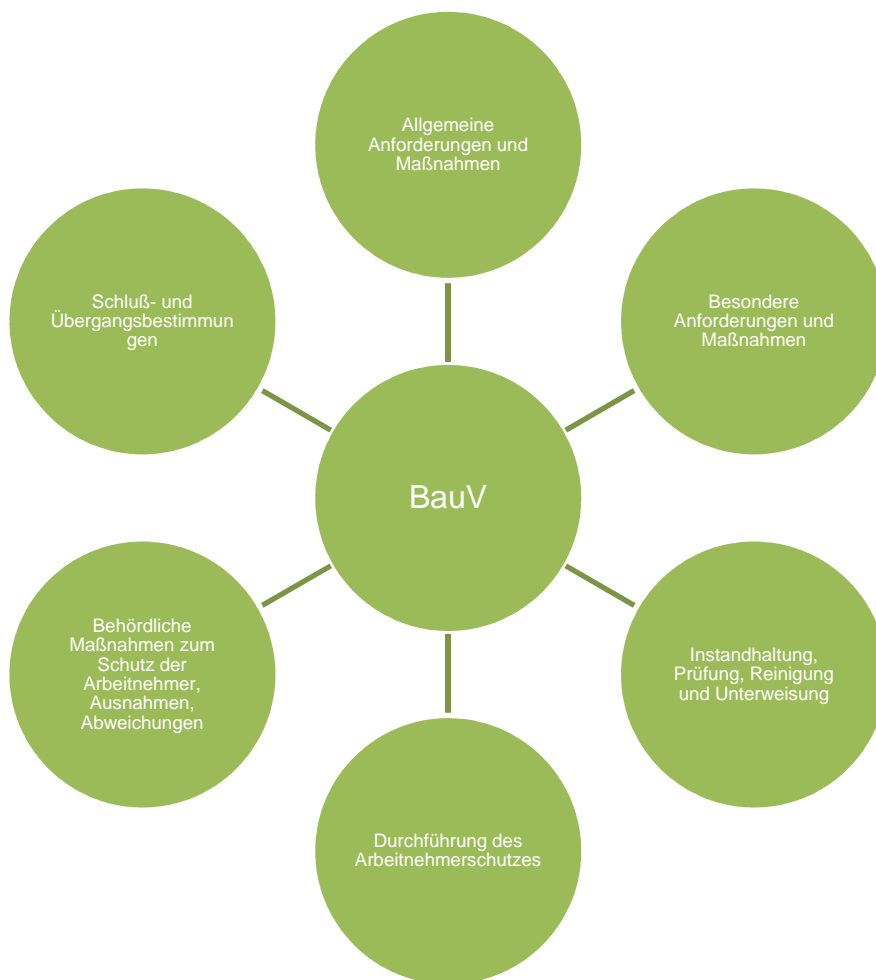 Allgemeine
Anforderungen und
Maßnahmen
Schluß- und
Übergangsbestimmun
gen
Besondere
Anforderungen und
Maßnahmen
BauV
Behördliche
Maßnahmen zum
Schutz der
Arbeitnehmer,
Ausnahmen,
Abweichungen
Instandhaltung,
Prüfung, Reinigung
und Unterweisung
Durchführung des
Arbeitnehmerschutzes